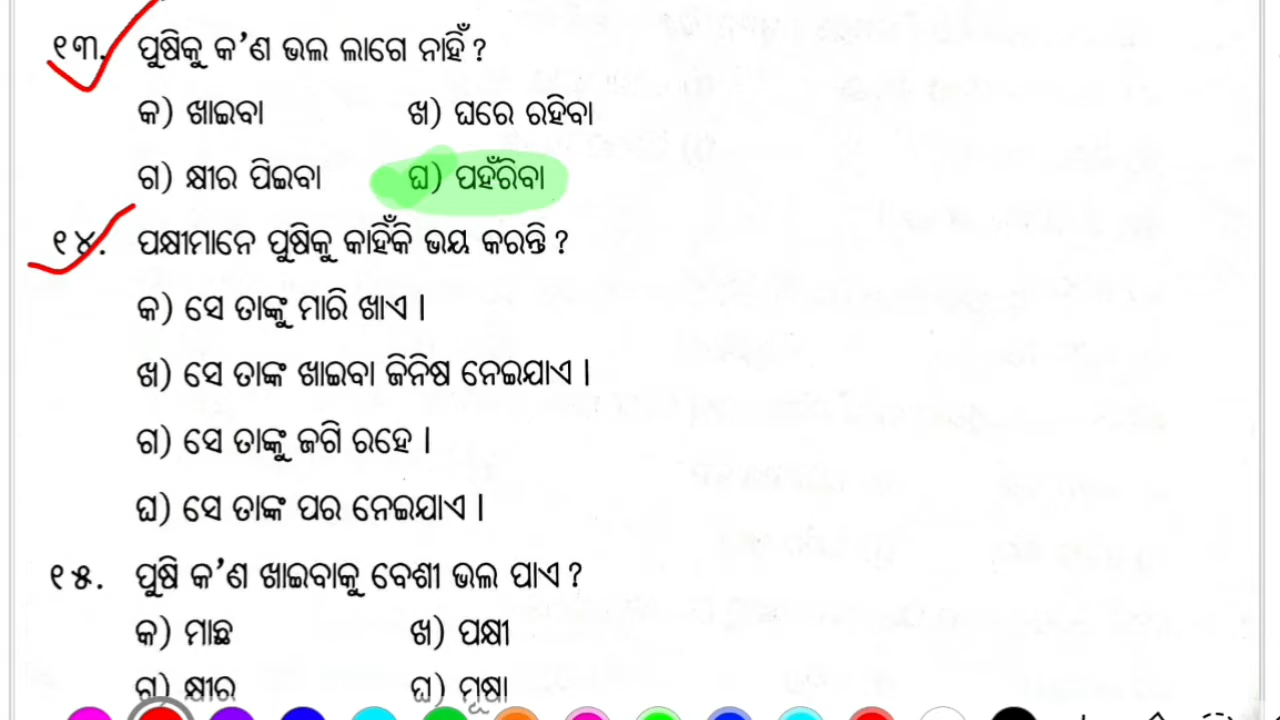 ୧୩. ପୁଷିକୁ କ’ଣ ଭଲ ଲାଗେ ନାହିଁ ?
କ) ଖାଇବା ଖ) ଘରେ ରହିବା
ଗ) କ୍ଷୀର ପିଇବା ଘ) ପହଁରିବା
୧୪. ପକ୍ଷୀମାନେ ପୁଷିକୁ କାହିଁକି ଭୟ କରନ୍ତି ?
କ) ସେ ତାଙ୍କୁ ମାରି ଖାଏ ।
ଖ) ସେ ତାଙ୍କ ଖାଇବା ଜିନିଷ ନେଇଯାଏ ।
ଗ) ସେ ତାଙ୍କୁ ଜଗି ରହେ ।
ଘ) ସେ ତାଙ୍କ ପର ନେଇଯାଏ ।
୧୫. ପୁଷି କ’ଣ ଖାଇବାକୁ ବେଶୀ ଭଲ ପାଏ ?
କ) ମାଛ ଖ) ପକ୍ଷୀ
ଗ) କ୍ଷୀର ଘ) ମୂଷା